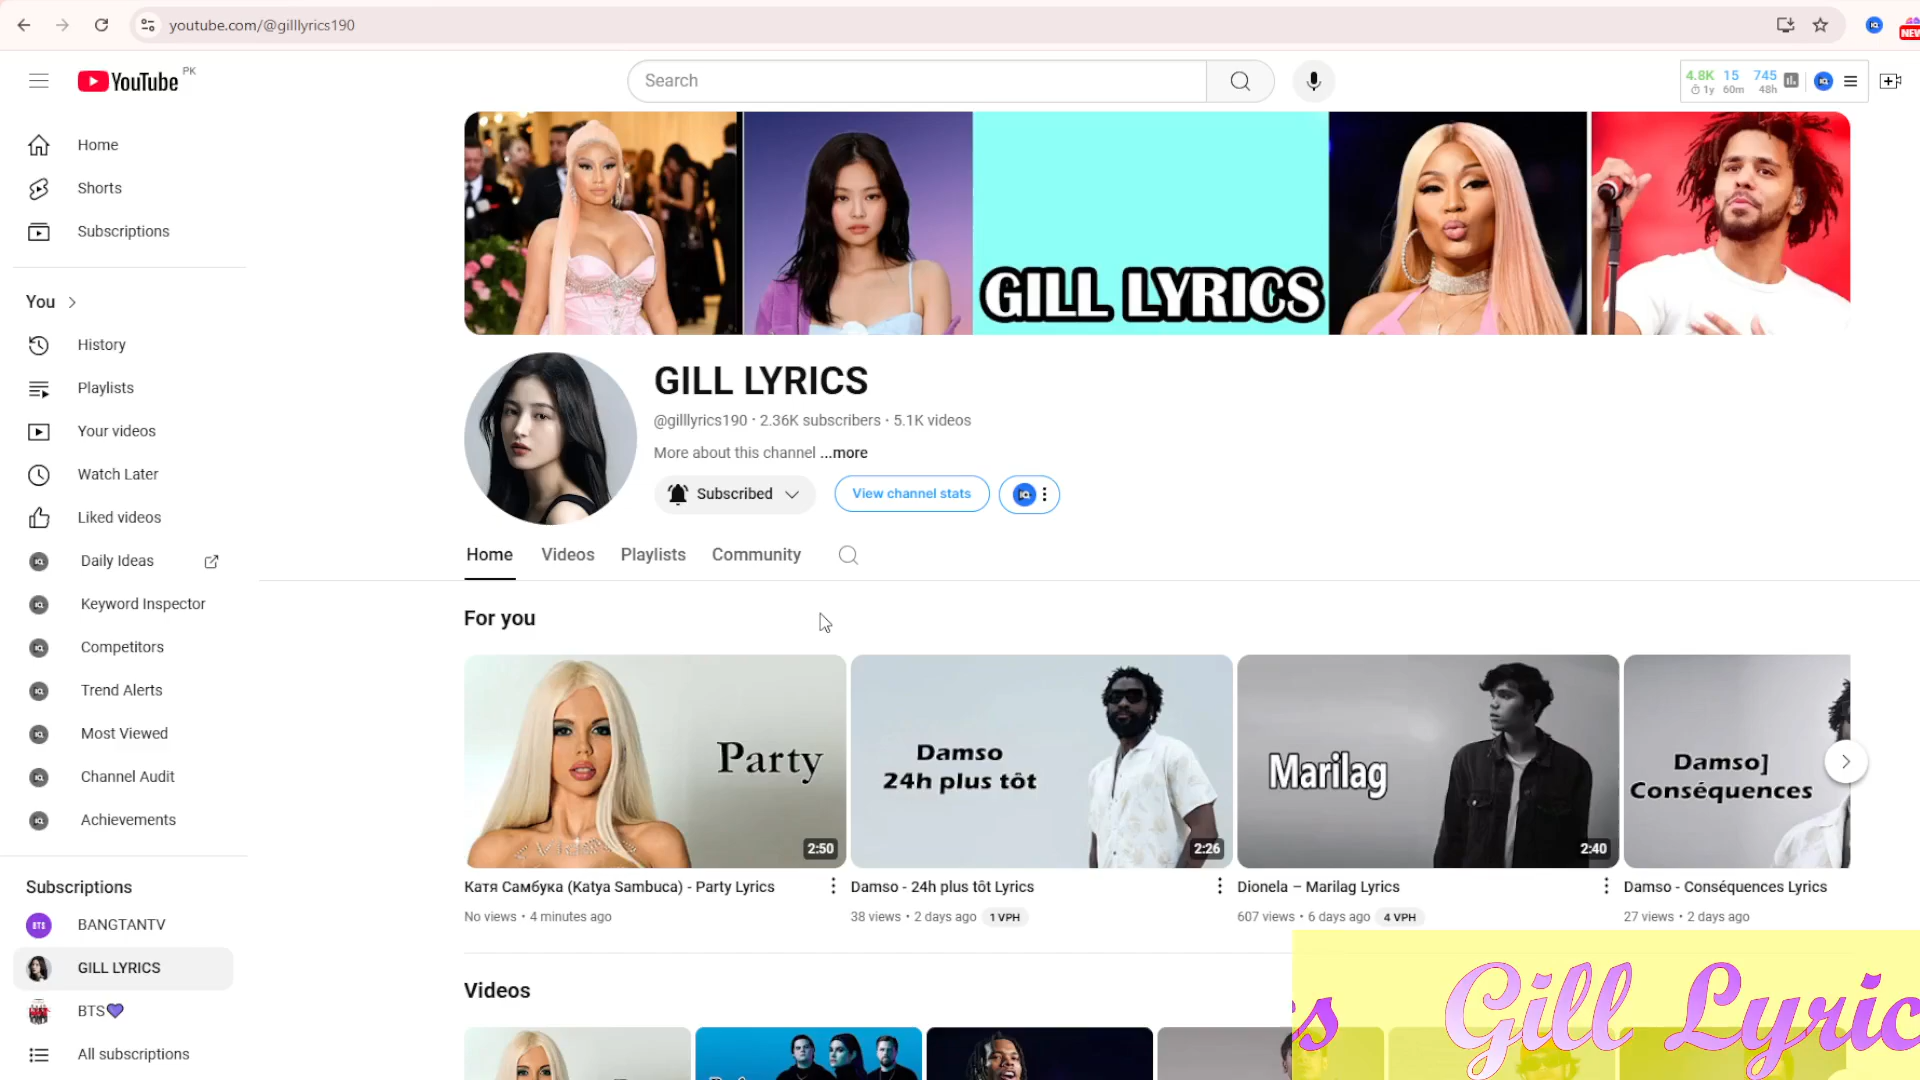 youtube.com/@gilllyrics190
NEW
YouTube PK
Search
4.8K 15 745
1y 60m 48h
Home
Shorts
Subscriptions
You
History
Playlists
Your videos
Watch Later
Liked videos
Daily Ideas
Keyword Inspector
Competitors
Trend Alerts
Most Viewed
Channel Audit
Achievements
Subscriptions
BTS
BANGTANTV
GILL LYRICS
BTS💜
All subscriptions
GILL LYRICS
GILL LYRICS
@gilllyrics190 • 2.36K subscribers • 5.1K videos
More about this channel ...more
Subscribed
View channel stats
Home Videos Playlists Community
For you
Party
2:50
Damso
24h plus tôt
2:26
Marilag
2:40
Damso]
Conséquences
Катя Самбука (Katya Sambuca) - Party Lyrics
No views • 4 minutes ago
Damso - 24h plus tôt Lyrics
38 views • 2 days ago 1 VPH
Dionela – Marilag Lyrics
607 views • 6 days ago 4 VPH
Damso - Conséquences Lyrics
27 views • 2 days ago
Videos
s Gill Lyric